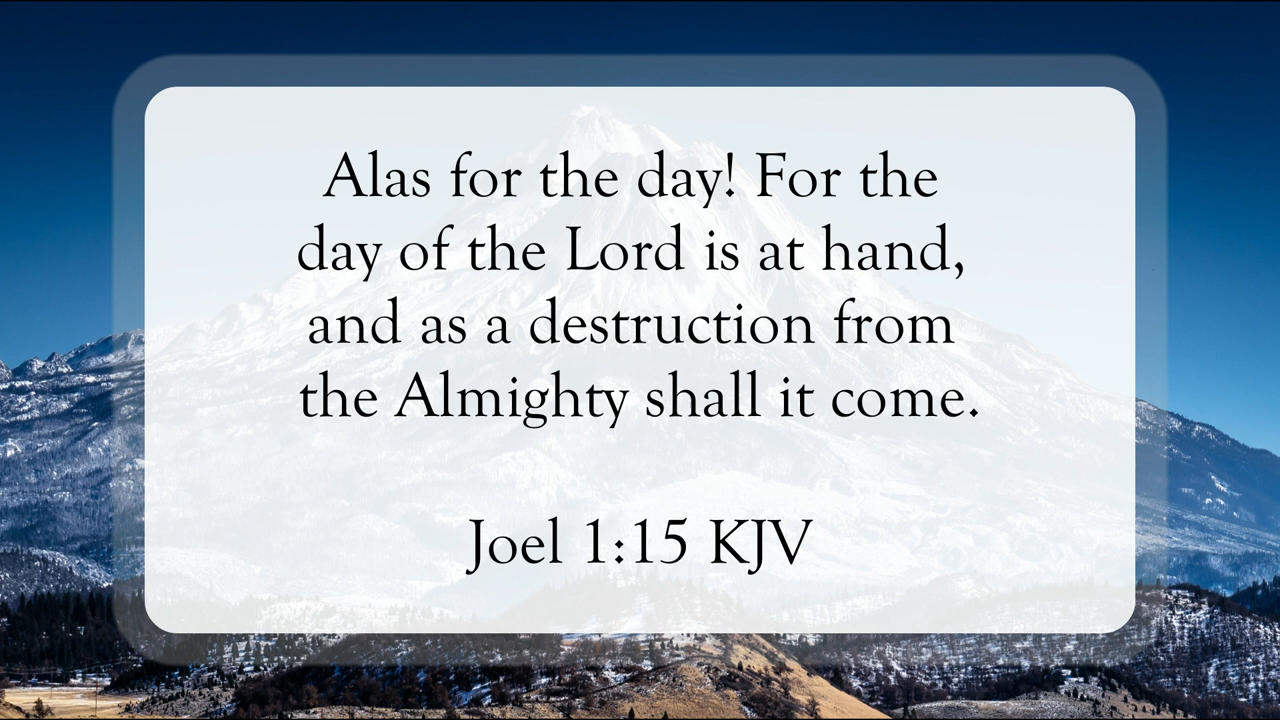 Alas for the day! For the
day of the Lord is at hand,
and as a destruction from
the Almighty shall it come.
Joel 1:15 KJV